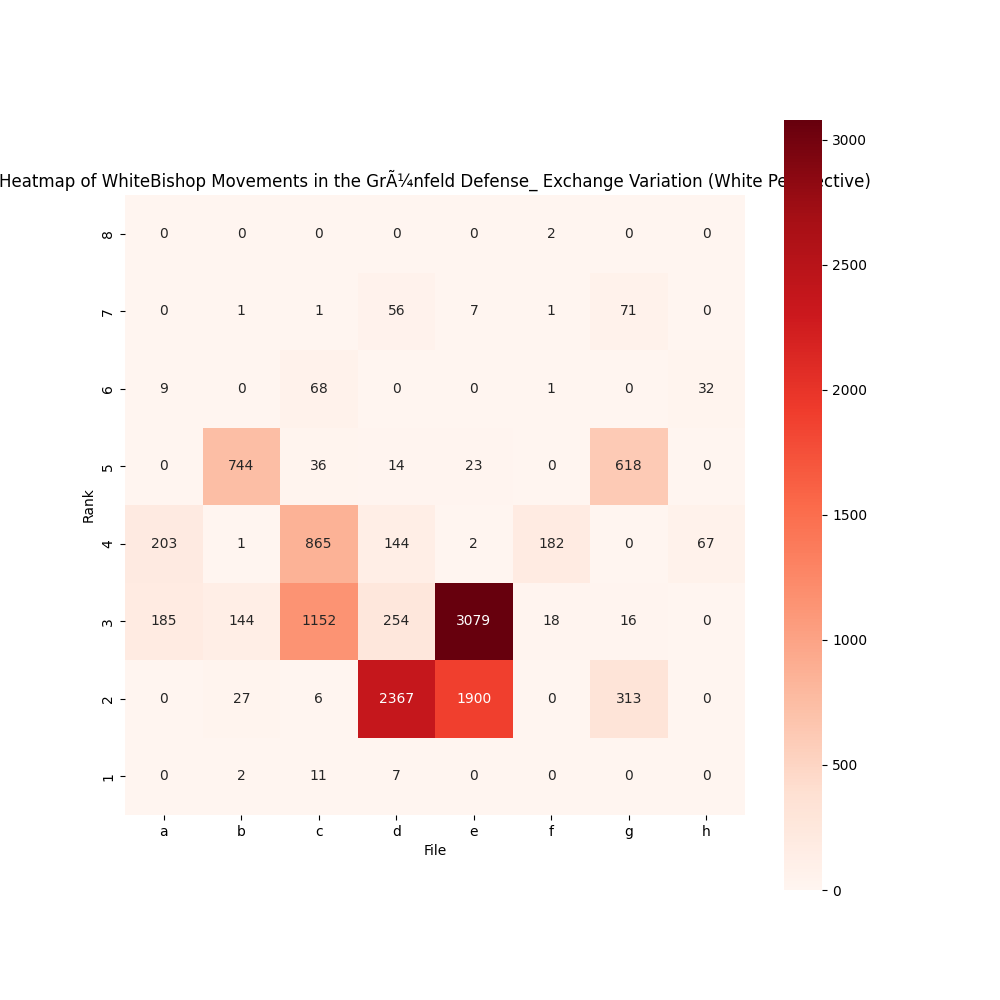 Heatmap of WhiteBishop Movements in the GrÃ¼nfeld Defense_ Exchange Variation (White Pe ective)
8 0 0 0 0 0 2 0 0
7 0 1 1 56 7 1 71 0
6 9 0 68 0 0 1 0 32
5 0 744 36 14 23 0 618 0
4 203 1 865 144 2 182 0 67
3 185 144 1152 254 3079 18 16 0
2 0 27 6 2367 1900 0 313 0
1 0 2 11 7 0 0 0 0
a b c d e f g h
Rank
File
3000
2500
2000
1500
1000
500
0